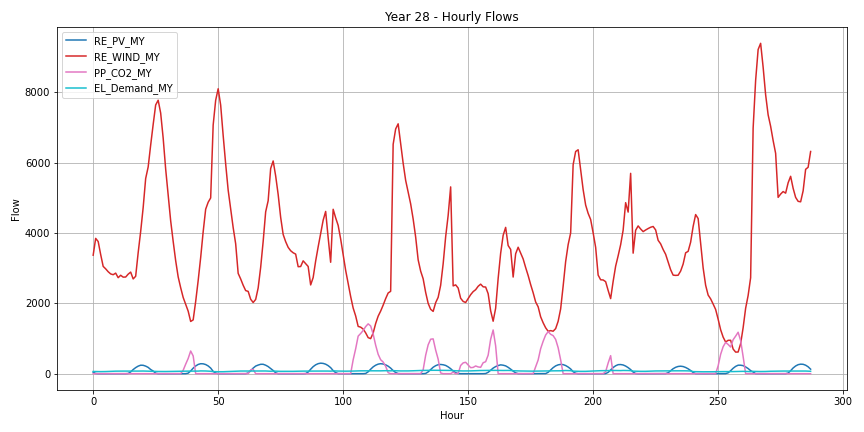 Year 28 - Hourly Flows
RE_PV_MY
RE_WIND_MY
PP_CO2_MY
EL_Demand_MY
8000
6000
4000
2000
0
Flow
0 50 100 150 200 250 300
Hour